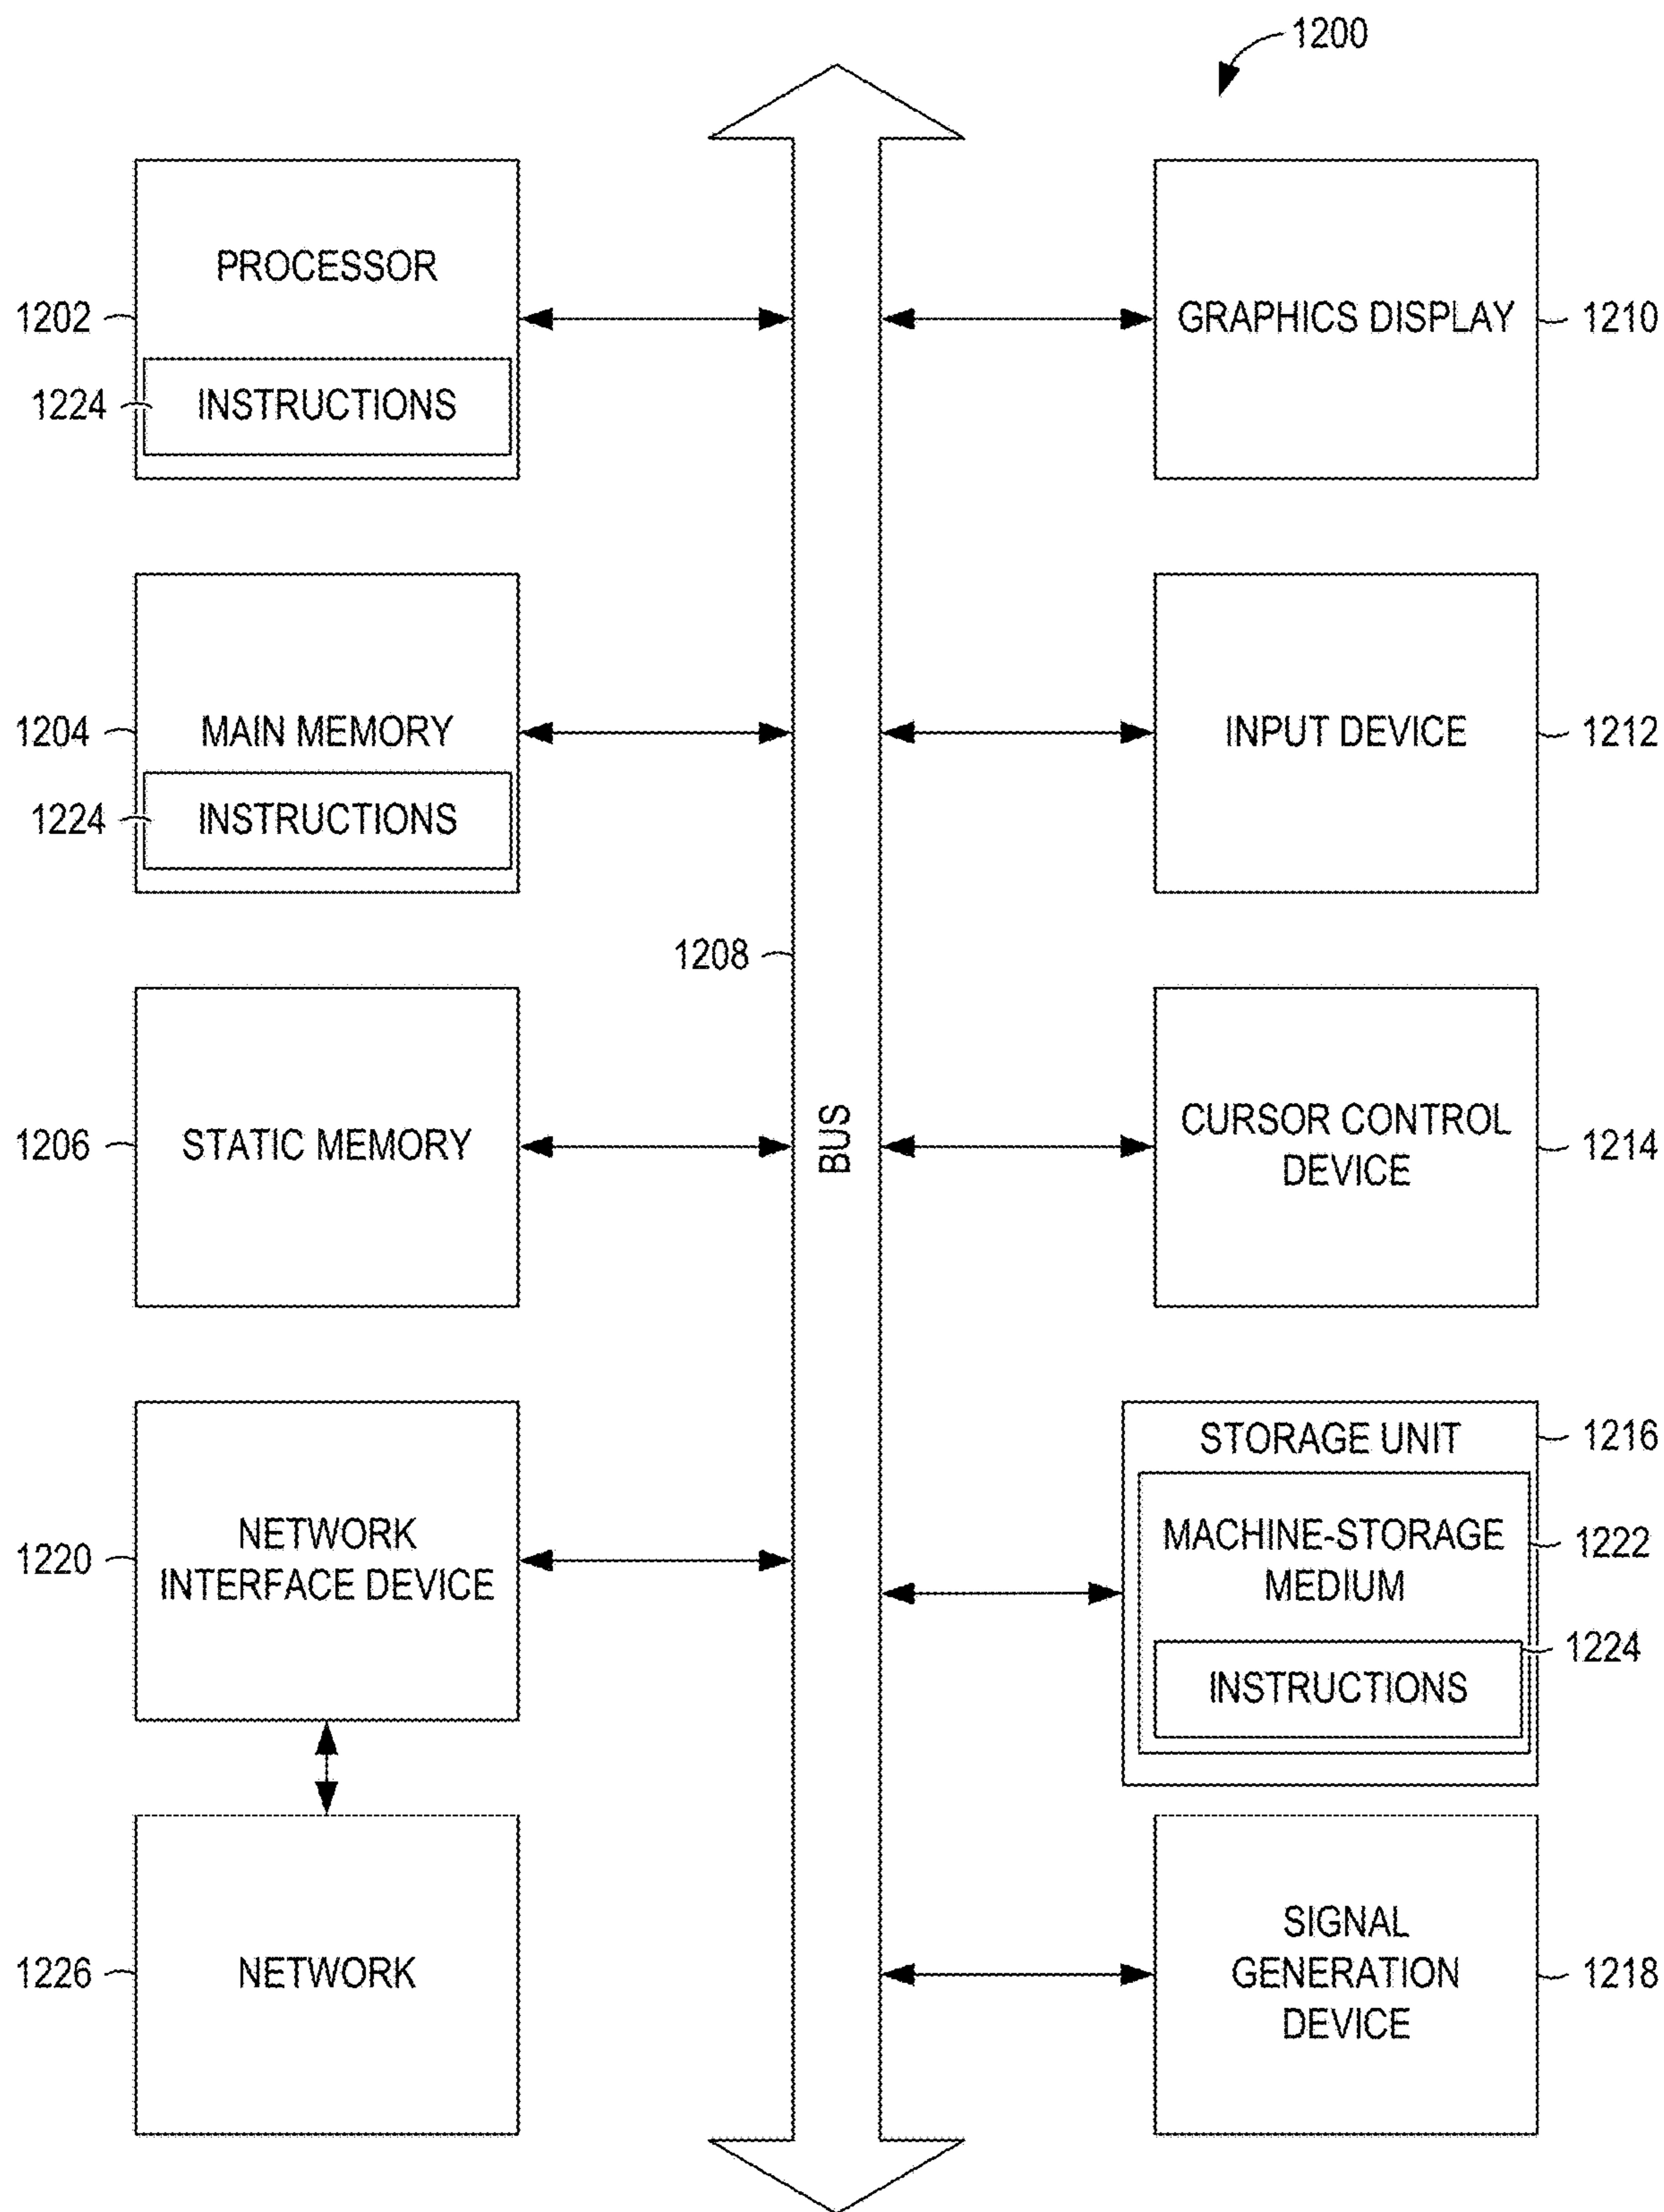 1200
PROCESSOR
1202
INSTRUCTIONS
1224
GRAPHICS DISPLAY
1210
MAIN MEMORY
1204
INSTRUCTIONS
1224
INPUT DEVICE
1212
1208
BUS
STATIC MEMORY
1206
CURSOR CONTROL
DEVICE
1214
NETWORK
INTERFACE DEVICE
1220
STORAGE UNIT
1216
MACHINE-STORAGE
MEDIUM
1222
INSTRUCTIONS
1224
NETWORK
1226
SIGNAL
GENERATION
DEVICE
1218